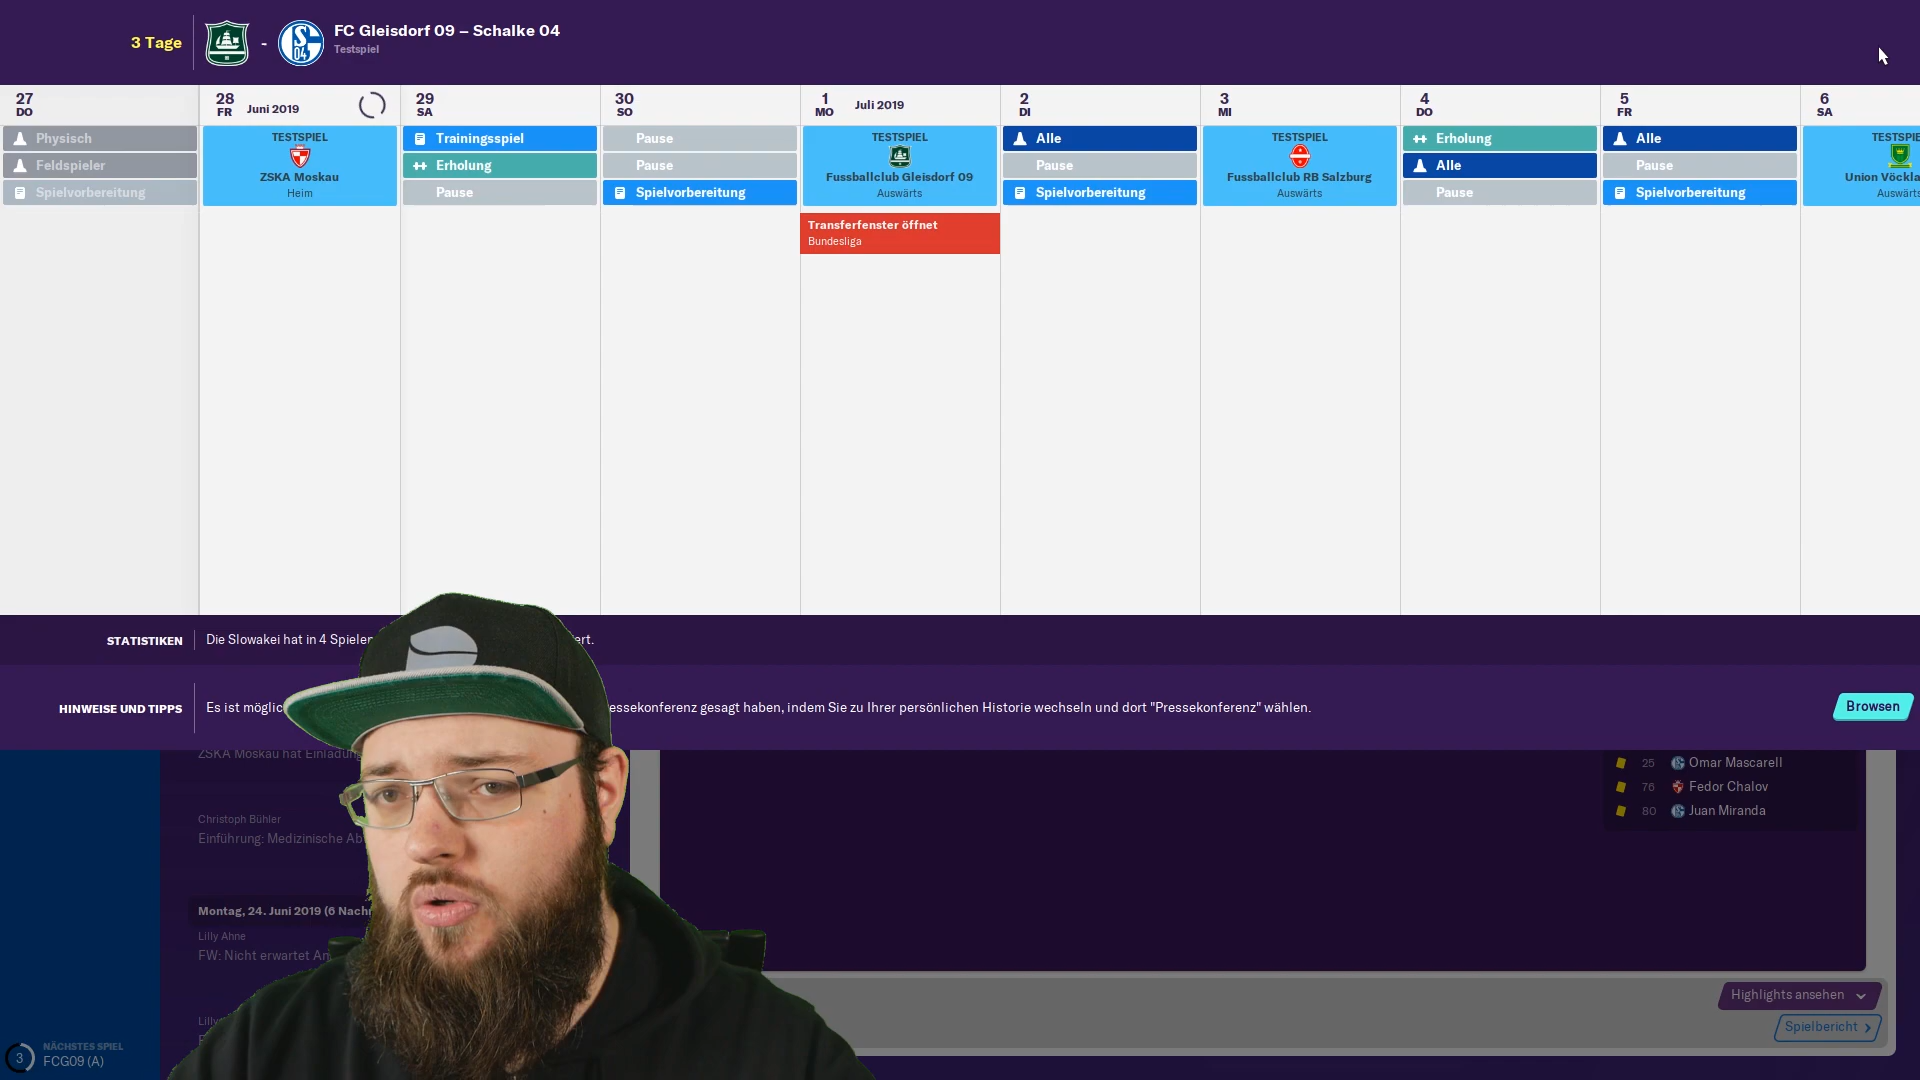 3 Tage
-
FC Gleisdorf 09 – Schalke 04
Testspiel
27
DO
28
FR
Juni 2019
29
SA
30
SO
1
MO
Juli 2019
2
DI
3
MI
4
DO
5
FR
6
SA
Physisch
Feldspieler
Spielvorbereitung
TESTSPIEL
ZSKA Moskau
Heim
Trainingsspiel
Erholung
Pause
Pause
Pause
Spielvorbereitung
TESTSPIEL
Fussballclub Gleisdorf 09
Auswärts
Transferfenster öffnet
Bundesliga
Alle
Pause
Spielvorbereitung
TESTSPIEL
Fussballclub RB Salzburg
Auswärts
Erholung
Alle
Pause
Alle
Pause
Spielvorbereitung
TESTSPIE
Union Vöckla
Auswärts
STATISTIKEN
Die Slowakei hat in 4 Spielen ert.
HINWEISE UND TIPPS
Es ist möglic essekonferenz gesagt haben, indem Sie zu Ihrer persönlichen Historie wechseln und dort "Pressekonferenz" wählen.
Browsen
ZSKA Moskau hat Einladung
Christoph Bühler
Einführung: Medizinische Ab
Montag, 24. Juni 2019 (6 Nachr
Lilly Ahne
FW: Nicht erwartet An
Lilly
25 Omar Mascarell
76 Fedor Chalov
80 Juan Miranda
Highlights ansehen
Spielbericht
3
NÄCHSTES SPIEL
FCG09 (A)